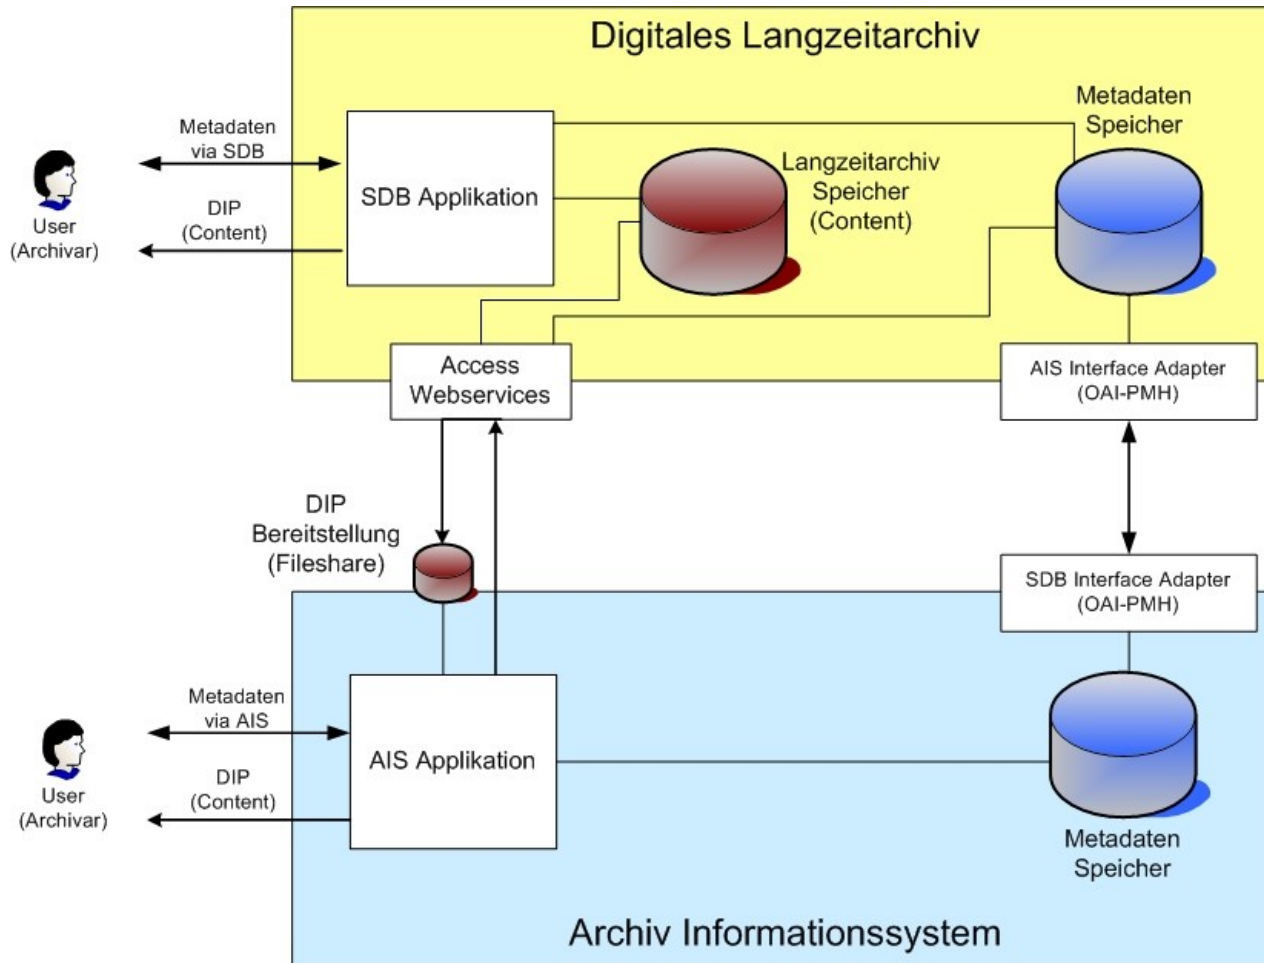 Digitales Langzeitarchiv
Metadaten
via SDB
DIP
(Content)
User
(Archivar)
SDB Applikation
Langzeitarchiv
Speicher
(Content)
Metadaten
Speicher
Access
Webservices
AIS Interface Adapter
(OAI-PMH)
DIP
Bereitstellung
(Fileshare)
SDB Interface Adapter
(OAI-PMH)
Metadaten
via AIS
DIP
(Content)
User
(Archivar)
AIS Applikation
Metadaten
Speicher
Archiv Informationssystem